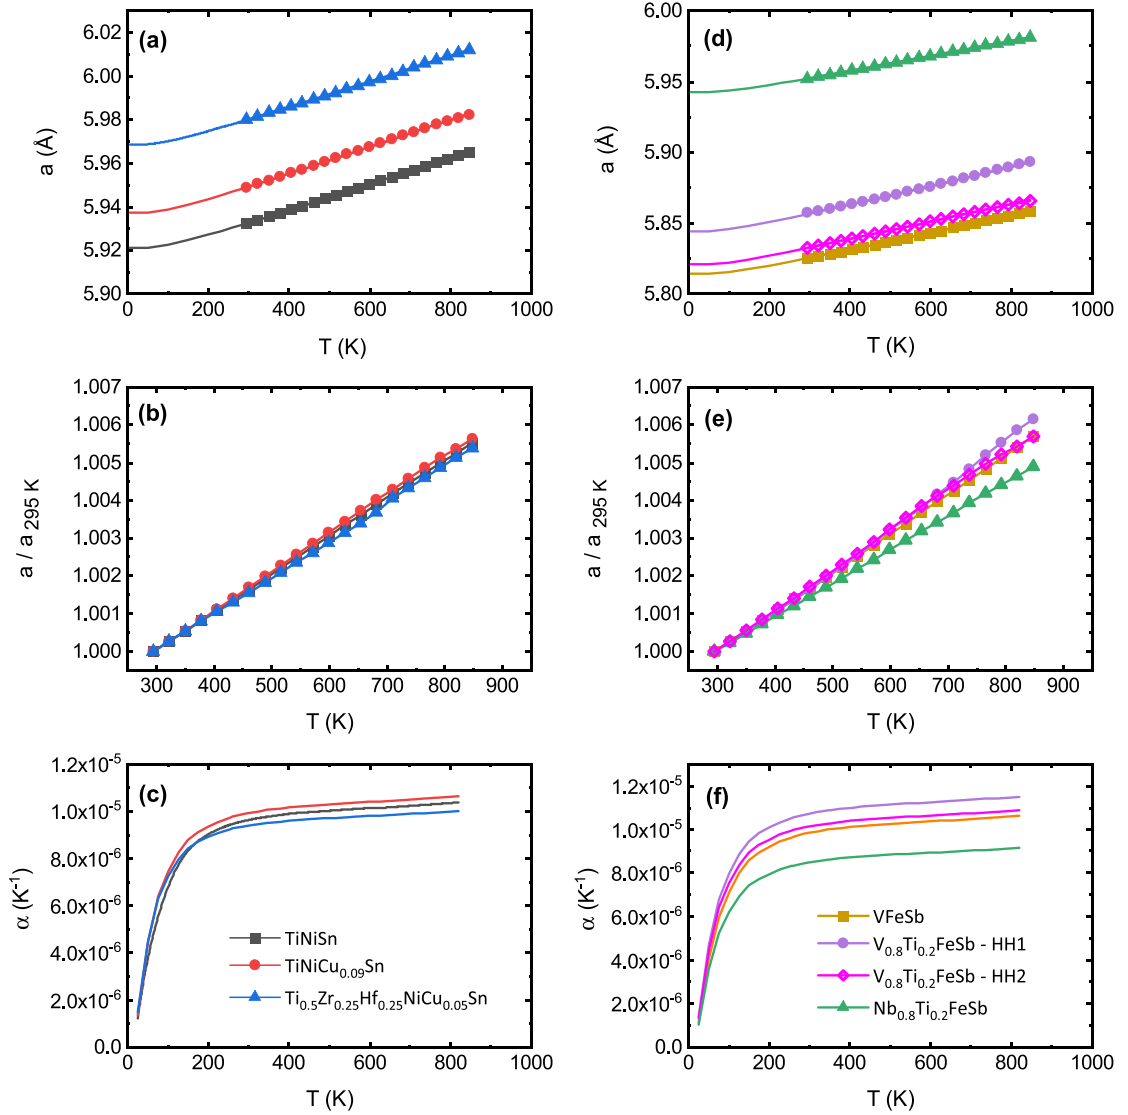 (a)
6.02
6.00
5.98
5.96
5.94
5.92
5.90
a (Å)
0 200 400 600 800 1000
T (K)
(d)
6.00
5.95
5.90
5.85
5.80
a (Å)
0 200 400 600 800 1000
T (K)
(b)
1.007
1.006
1.005
1.004
1.003
1.002
1.001
1.000
a / a 295 K
300 400 500 600 700 800 900
T (K)
(e)
1.007
1.006
1.005
1.004
1.003
1.002
1.001
1.000
a / a 295 K
300 400 500 600 700 800 900
T (K)
(c)
1.2x10-5
1.0x10-5
8.0x10-6
6.0x10-6
4.0x10-6
2.0x10-6
0.0
α (K-1)
TiNiSn
TiNiCu0.09Sn
Ti0.5Zr0.25Hf0.25NiCu0.05Sn
0 200 400 600 800 1000
T (K)
(f)
1.2x10-5
1.0x10-5
8.0x10-6
6.0x10-6
4.0x10-6
2.0x10-6
0.0
α (K-1)
VFeSb
V0.8Ti0.2FeSb - HH1
V0.8Ti0.2FeSb - HH2
Nb0.8Ti0.2FeSb
0 200 400 600 800 1000
T (K)